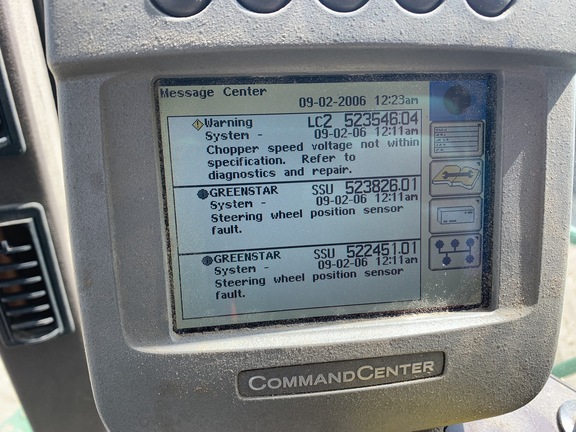 Message Center
09-02-2006 12:23am
Warning LC2 523546.04
System - 09-02-06 12:11am
Chopper speed voltage not within
specification. Refer to
diagnostics and repair.
GREENSTAR SSU 523826.01
System - 09-02-06 12:11am
Steering wheel position sensor
fault.
GREENSTAR SSU 522451.01
System - 09-02-06 12:11am
Steering wheel position sensor
fault.
COMMANDCENTER